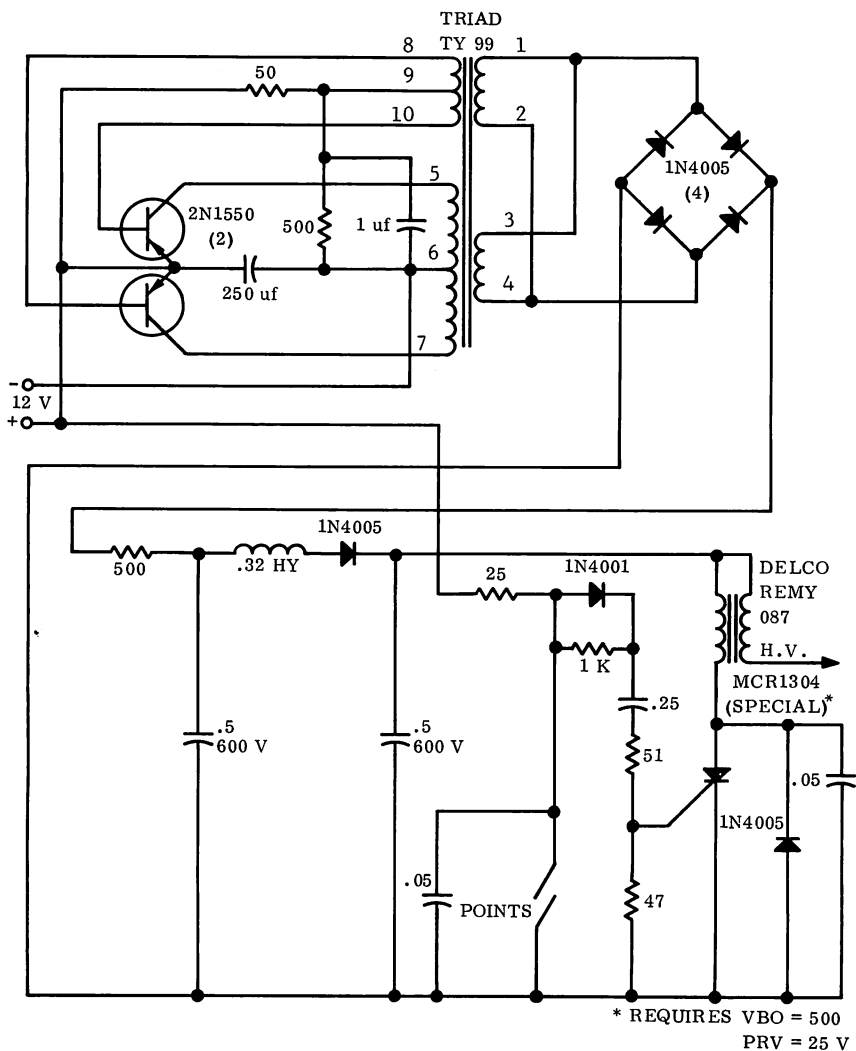 TRIAD
TY 99
8
1
50
9
10
2
5
2N1550
(2)
500
1 uf
3
1N4005
(4)
6
4
250 uf
7
-
12 V
+
1N4005
500
.32 HY
25
1N4001
DELCO
REMY
087
H.V.
1 K
MCR1304
(SPECIAL)*
.5
600 V
.5
600 V
.25
51
.05
1N4005
.05
POINTS
47
* REQUIRES VBO = 500
PRV = 25 V